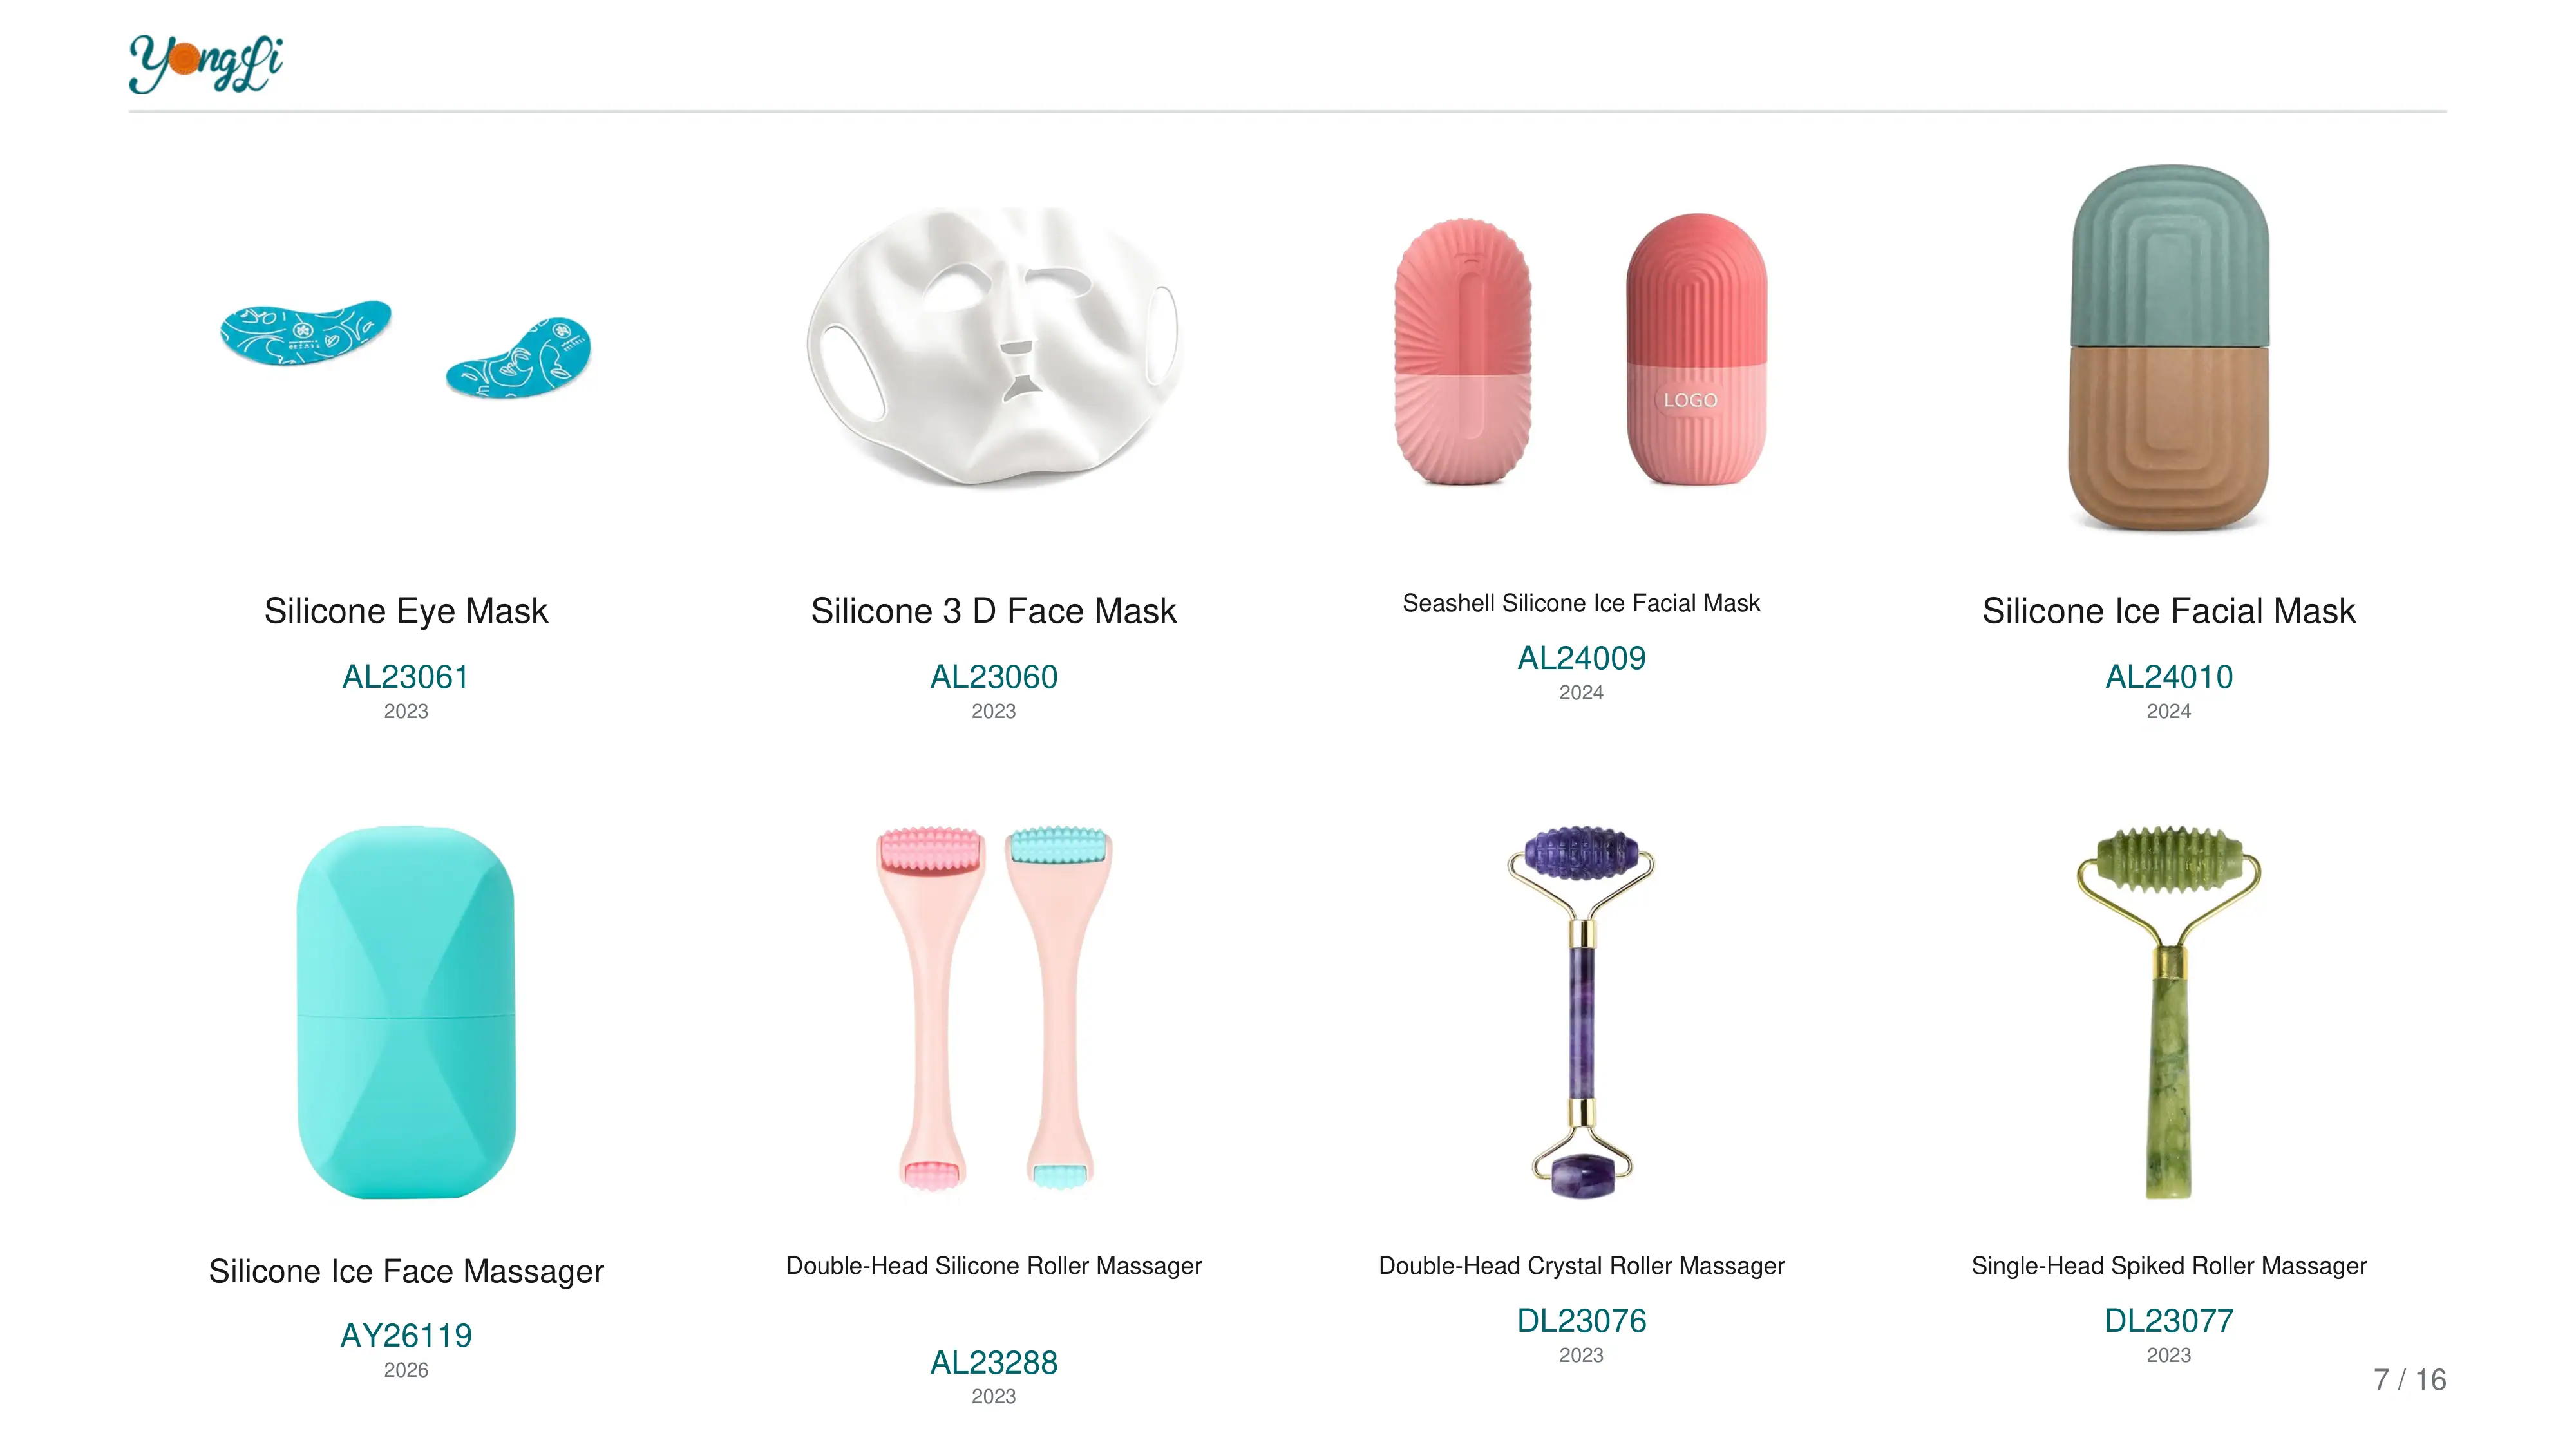 YongLi
LOGO
Silicone Eye Mask
AL23061
2023
Silicone 3 D Face Mask
AL23060
2023
Seashell Silicone Ice Facial Mask
AL24009
2024
Silicone Ice Facial Mask
AL24010
2024
Silicone Ice Face Massager
AY26119
2026
Double-Head Silicone Roller Massager
AL23288
2023
Double-Head Crystal Roller Massager
DL23076
2023
Single-Head Spiked Roller Massager
DL23077
2023
7 / 16